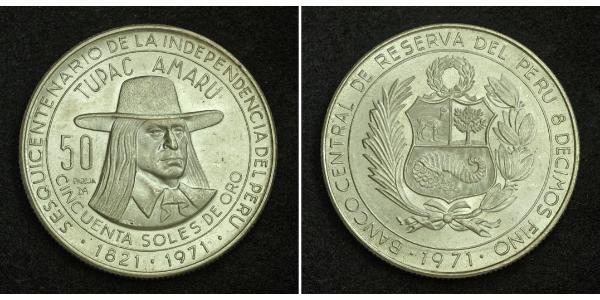 SESQUICENTENARIO DE LA INDEPENDENCIA DEL PERU
TUPAC AMARU
50
CINCUENTA SOLES DE ORO
· 1821 · 1971 ·
BANCO CENTRAL DE RESERVA DEL PERU 8 DECIMOS FINO
· 1971 ·